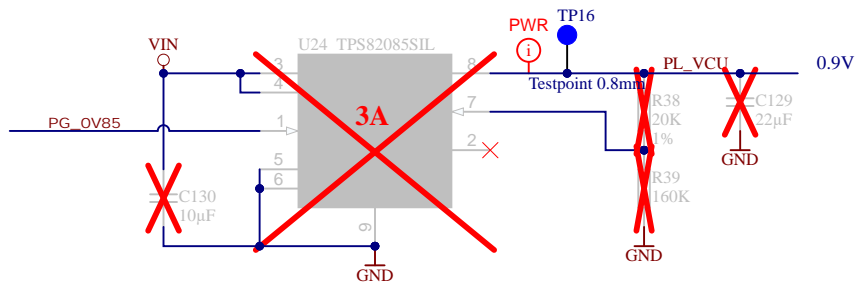 PWR
TP16
VIN
U24 TPS82085SIL
3
4
8
PL_VCU
0.9V
Testpoint 0.8mm
3A
7
R38
20K
1%
C129
22µF
PG_0V85
1
2
GND
5
6
C130
10µF
R39
160K
9
GND
GND
i